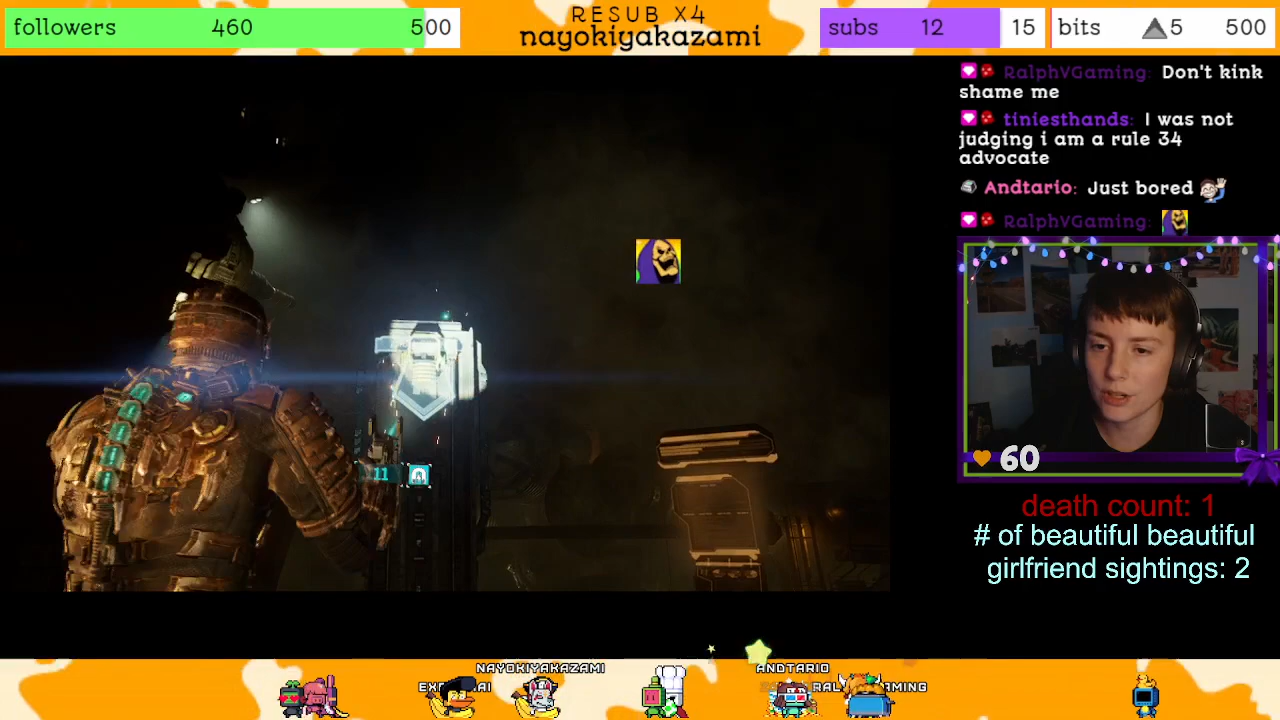 followers 460 500
RESUB X4
nayokiyakazami
subs 12 15
bits 5 500
RalphVGaming: Don't kink
shame me
tiniesthands: I was not
judging i am a rule 34
advocate
Andtario: Just bored
RalphVGaming:
11
60
death count: 1
# of beautiful beautiful
girlfriend sightings: 2
NAYOKIYAKAZAMI
ANDTARIO